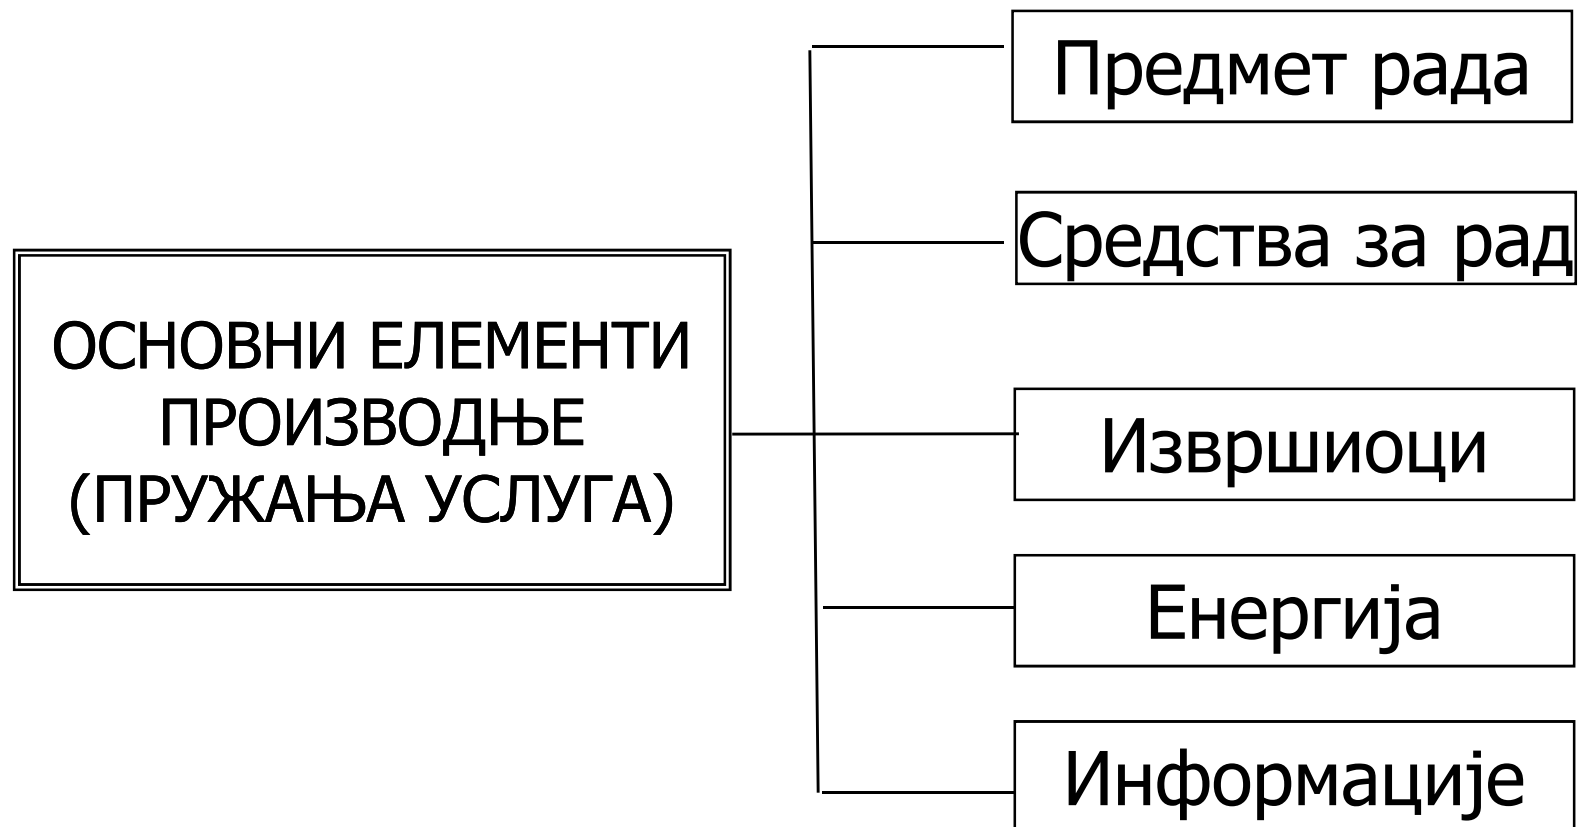 ОСНОВНИ ЕЛЕМЕНТИ
ПРОИЗВОДЊЕ
(ПРУЖАЊА УСЛУГА)
Предмет рада
Средства за рад
Извршиоци
Енергија
Информације